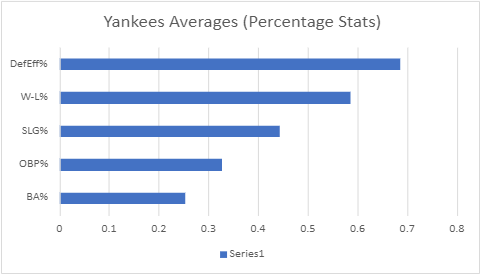 Yankees Averages (Percentage Stats)
DefEff%
W-L%
SLG%
OBP%
BA%
0 0.1 0.2 0.3 0.4 0.5 0.6 0.7 0.8
Series1